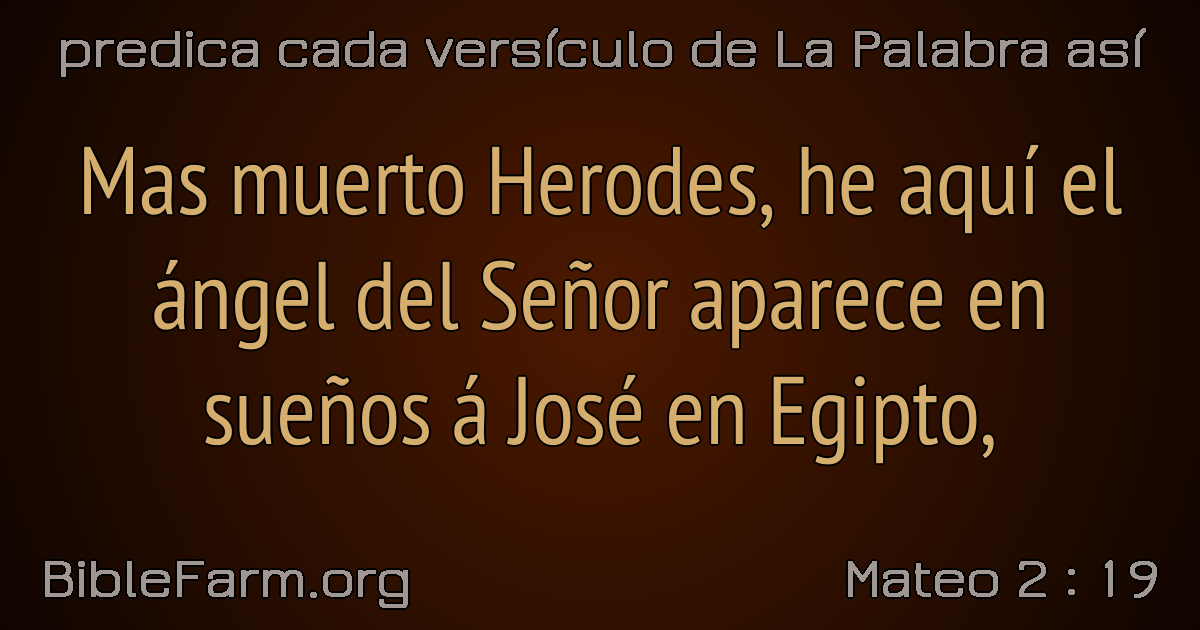 predica cada versículo de La Palabra así
Mas muerto Herodes, he aquí el
ángel del Señor aparece en
sueños á José en Egipto,
BibleFarm.org
Mateo 2 : 19